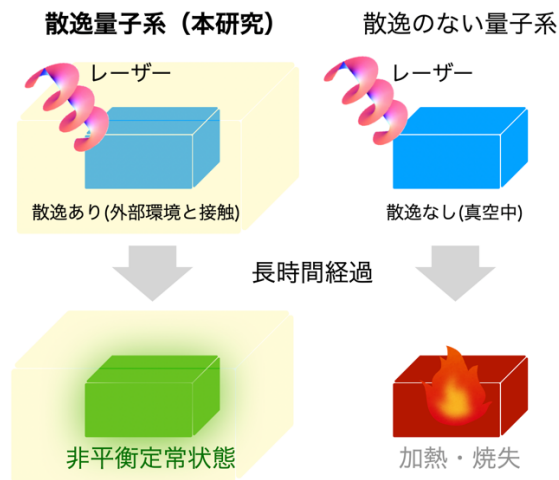 散逸量子系（本研究）
散逸のない量子系
レーザー
レーザー
散逸あり(外部環境と接触)
散逸なし(真空中)
長時間経過
非平衡定常状態
加熱・焼失